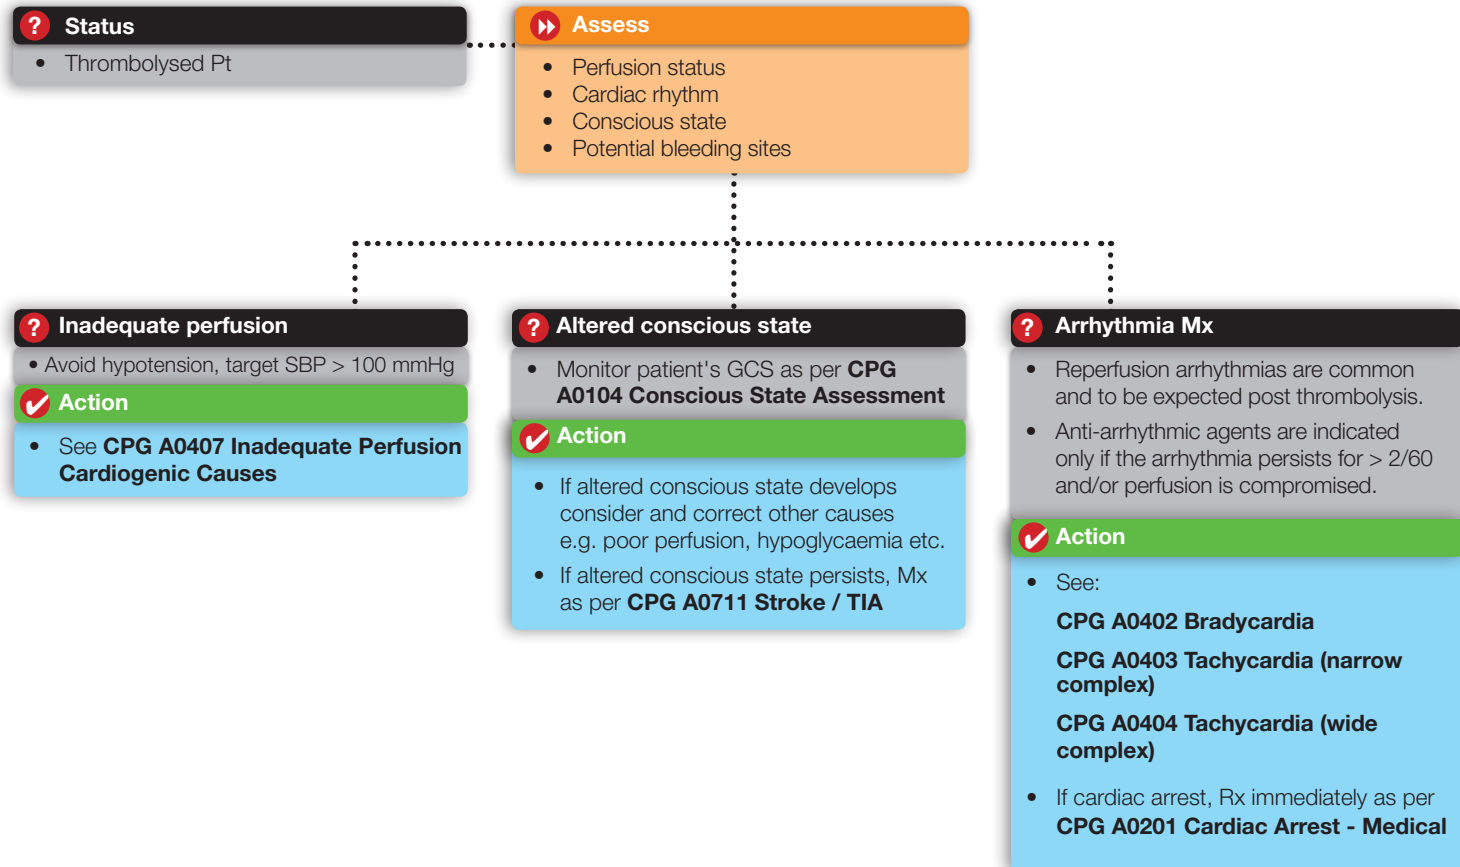 Status
• Thrombolysed Pt
Assess
• Perfusion status
• Cardiac rhythm
• Conscious state
• Potential bleeding sites
Inadequate perfusion
• Avoid hypotension, target SBP > 100 mmHg
Action
• See CPG A0407 Inadequate Perfusion
Cardiogenic Causes
Altered conscious state
• Monitor patient's GCS as per CPG
A0104 Conscious State Assessment
Action
• If altered conscious state develops
consider and correct other causes
e.g. poor perfusion, hypoglycaemia etc.
• If altered conscious state persists, Mx
as per CPG A0711 Stroke / TIA
Arrhythmia Mx
• Reperfusion arrhythmias are common
and to be expected post thrombolysis.
• Anti-arrhythmic agents are indicated
only if the arrhythmia persists for > 2/60
and/or perfusion is compromised.
Action
• See:
CPG A0402 Bradycardia
CPG A0403 Tachycardia (narrow
complex)
CPG A0404 Tachycardia (wide
complex)
• If cardiac arrest, Rx immediately as per
CPG A0201 Cardiac Arrest - Medical